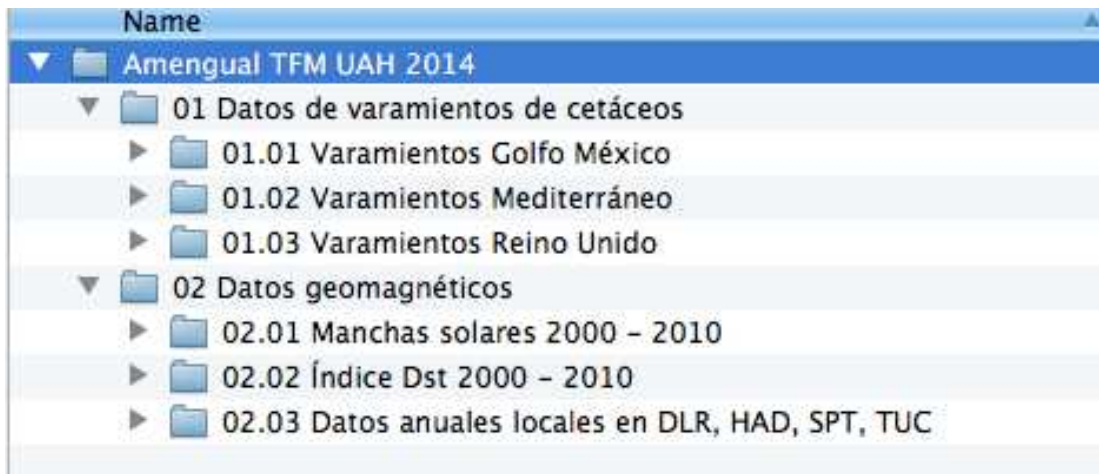 Name
Amengual TFM UAH 2014
01 Datos de varamientos de cetáceos
01.01 Varamientos Golfo México
01.02 Varamientos Mediterráneo
01.03 Varamientos Reino Unido
02 Datos geomagnéticos
02.01 Manchas solares 2000 – 2010
02.02 Índice Dst 2000 – 2010
02.03 Datos anuales locales en DLR, HAD, SPT, TUC